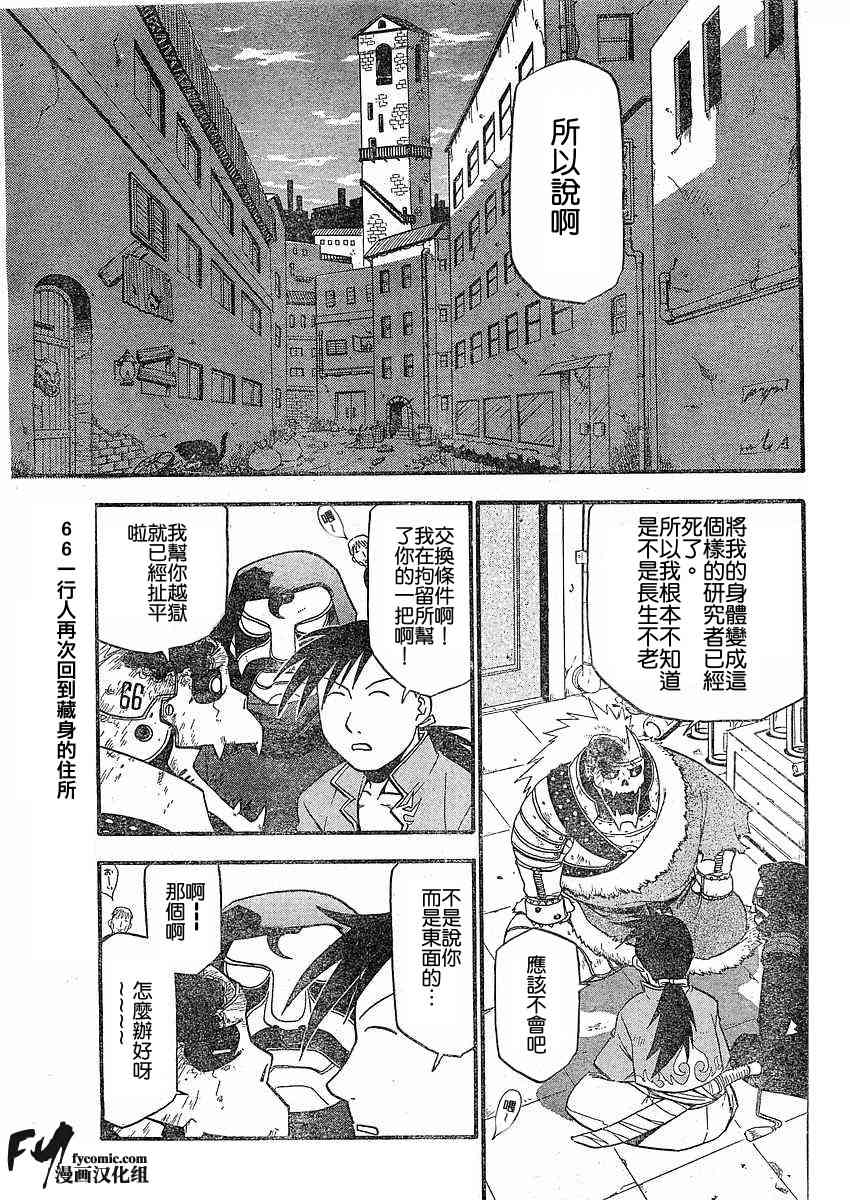 所以說啊
將我的身體變成這
個樣的研究者已經
死了。
所以我根本不知道
是不是長生不老
應該不會吧
嗯～
交換條件啊！
我在拘留所幫
了你的一把啊！
嗯～
我幫你越獄
就已經扯平
啦
66
66一行人再次回到藏身的住所
不是說你
而是東面的…
啊---
那個啊
怎麼辦好呀
~~~~~
FY
fycomic.com
漫画汉化组